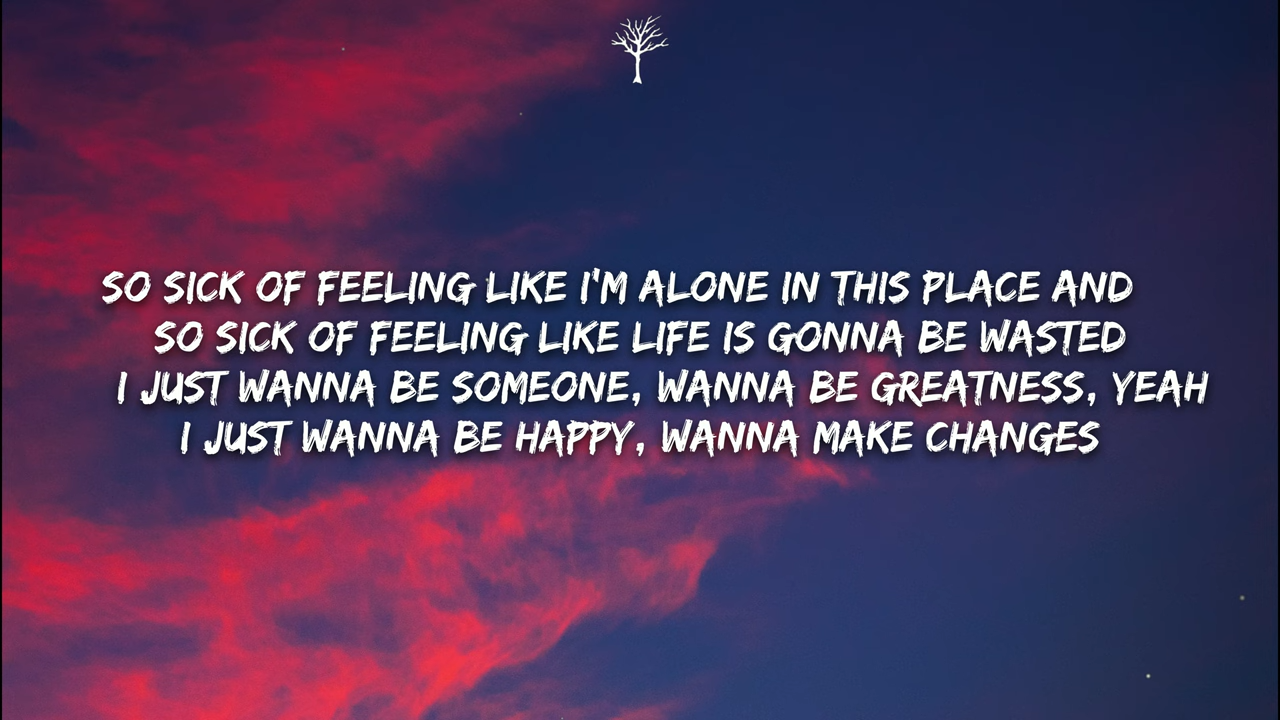 SO SICK OF FEELING LIKE I'M ALONE IN THIS PLACE AND
SO SICK OF FEELING LIKE LIFE IS GONNA BE WASTED
I JUST WANNA BE SOMEONE, WANNA BE GREATNESS, YEAH
I JUST WANNA BE HAPPY, WANNA MAKE CHANGES